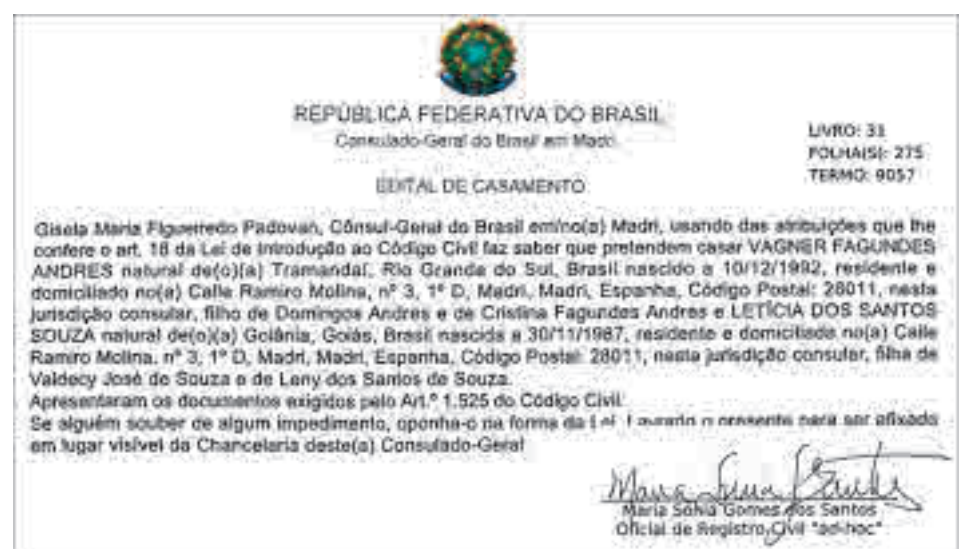 REPÚBLICA FEDERATIVA DO BRASIL
Consulado-Geral do Brasil em Madri
LIVRO: 31
FOLHA(S): 275
TERMO: 9057
EDITAL DE CASAMENTO
Gisela Maria Figueiredo Padovan, Cônsul-Geral do Brasil em/no(a) Madri, usando das atribuições que lhe
confere o art. 18 da Lei de Introdução ao Código Civil faz saber que pretendem casar VAGNER FAGUNDES
ANDRES natural de(o)(a) Tramandaí, Rio Grande do Sul, Brasil nascido a 10/12/1992, residente e
domiciliado no(a) Calle Ramiro Molina, nº 3, 1º D, Madri, Madri, Espanha, Código Postal: 28011, nesta
jurisdição consular, filho de Domingos Andres e de Cristina Fagundes Andres e LETÍCIA DOS SANTOS
SOUZA natural de(o)(a) Goiânia, Goiás, Brasil nascida a 30/11/1987, residente e domiciliada no(a) Calle
Ramiro Molina, nº 3, 1º D, Madri, Madri, Espanha, Código Postal: 28011, nesta jurisdição consular, filha de
Valdecy José de Souza e de Leny dos Santos de Souza.
Apresentaram os documentos exigidos pelo Art.º 1.525 do Código Civil.
Se alguém souber de algum impedimento, oponha-o na forma da Lei. Lavrado o presente para ser afixado
em lugar visível da Chancelaria deste(a) Consulado-Geral
Maria Sonia Gomes dos Santos
Oficial de Registro Civil "ad-hoc"